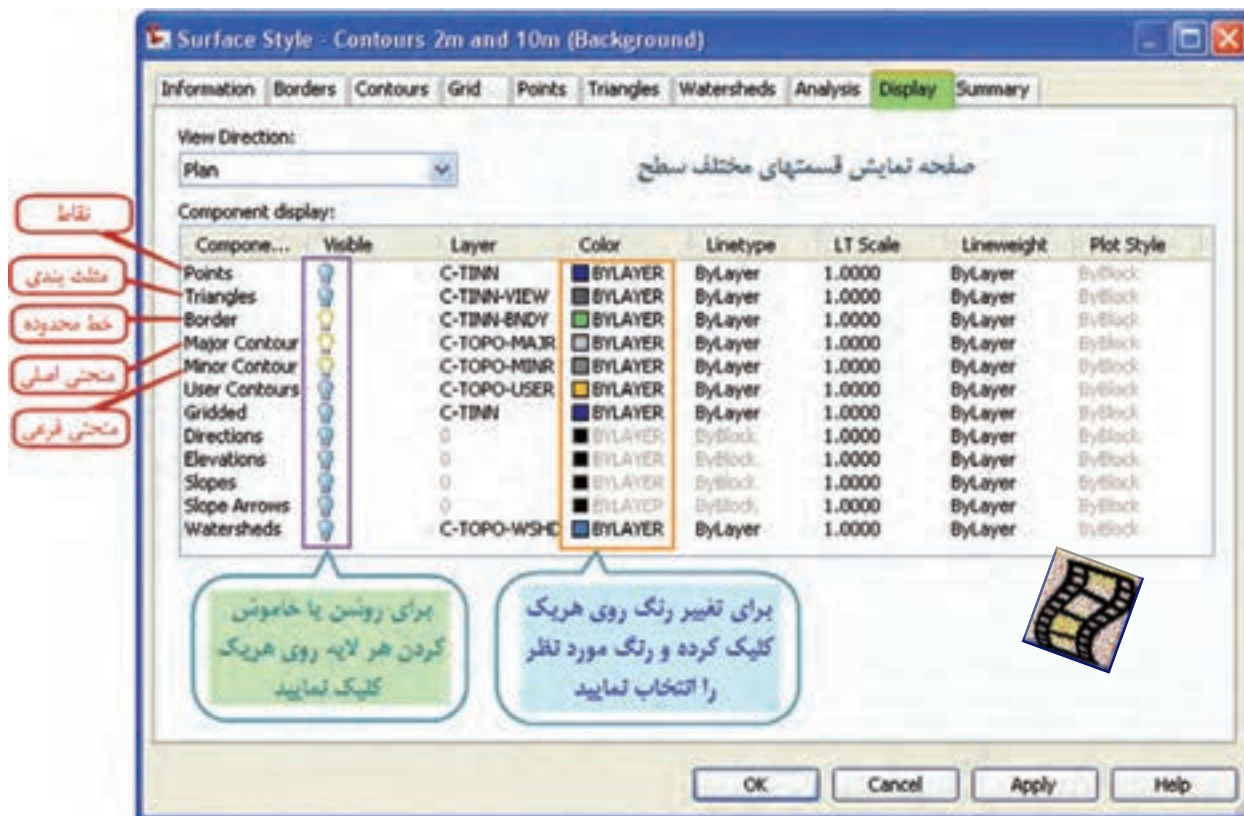 Surface Style - Contours 2m and 10m (Background)
Information Borders Contours Grid Points Triangles Watersheds Analysis Display Summary
View Direction:
Plan
صفحه نمایش قسمتهای مختلف سطح
Component display:
Compone... Visible Layer Color Linetype LT Scale Lineweight Plot Style
Points C-TINN BYLAYER ByLayer 1.0000 ByLayer ByBlock
Triangles C-TINN-VIEW BYLAYER ByLayer 1.0000 ByLayer ByBlock
Border C-TINN-BNDY BYLAYER ByLayer 1.0000 ByLayer ByBlock
Major Contour C-TOPO-MAJR BYLAYER ByLayer 1.0000 ByLayer ByBlock
Minor Contour C-TOPO-MINR BYLAYER ByLayer 1.0000 ByLayer ByBlock
User Contours C-TOPO-USER BYLAYER ByLayer 1.0000 ByLayer ByBlock
Gridded C-TINN BYLAYER ByLayer 1.0000 ByLayer ByBlock
Directions 0 BYLAYER ByBlock 1.0000 ByLayer ByBlock
Elevations 0 BYLAYER ByBlock 1.0000 ByLayer ByBlock
Slopes 0 BYLAYER ByBlock 1.0000 ByLayer ByBlock
Slope Arrows 0 BYLAYER ByBlock 1.0000 ByLayer ByBlock
Watersheds C-TOPO-WSHD BYLAYER ByLayer 1.0000 ByLayer ByBlock
نقاط
مثلث بندی
خط محدوده
منحنی اصلی
منحنی فرعی
برای روشن یا خاموش
کردن هر لایه روی هریک
کلیک نمایید
برای تغییر رنگ روی هریک
کلیک کرده و رنگ مورد نظر
را انتخاب نمایید
OK Cancel Apply Help